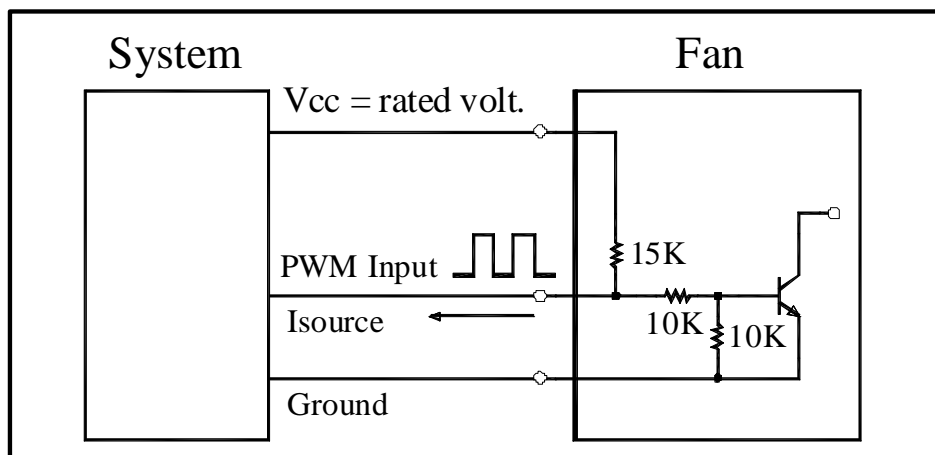 System
Fan
Vcc = rated volt.
15K
PWM Input
10K
10K
Isource
Ground